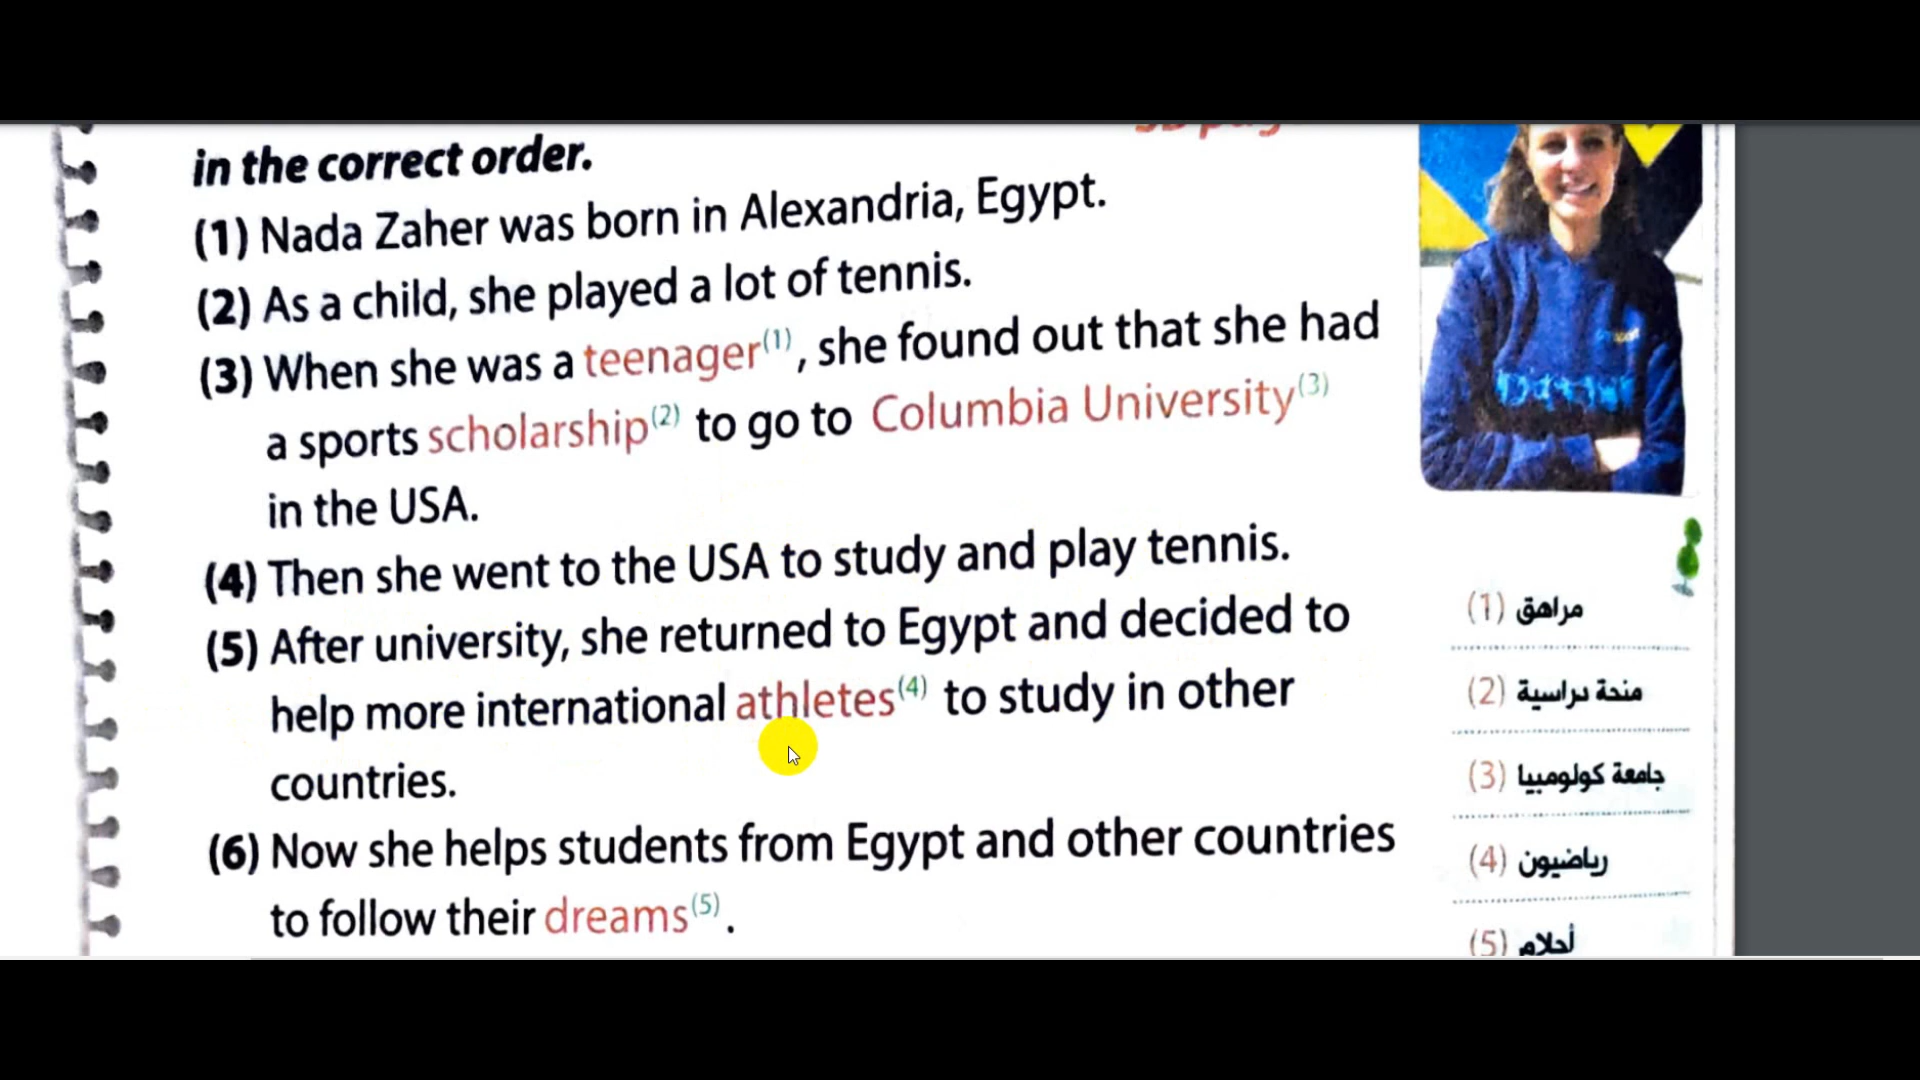 in the correct order.
(1) Nada Zaher was born in Alexandria, Egypt.
(2) As a child, she played a lot of tennis.
(3) When she was a teenager(1), she found out that she had
a sports scholarship(2) to go to Columbia University(3)
in the USA.
(4) Then she went to the USA to study and play tennis.
(5) After university, she returned to Egypt and decided to
help more international athletes(4) to study in other
countries.
(6) Now she helps students from Egypt and other countries
to follow their dreams(5).
(1) مراهق
(2) منحة دراسية
(3) جامعة كولومبيا
(4) رياضيون
(5) أحلام